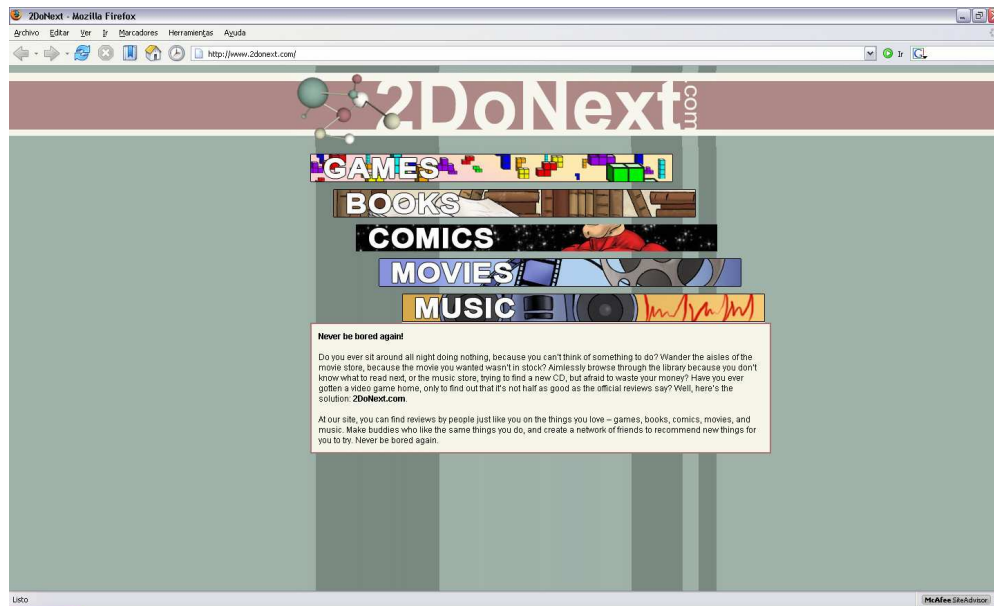 2DoNext - Mozilla Firefox
Archivo Editar Ver Ir Marcadores Herramientas Ayuda
http://www.2donext.com/ Ir
2DoNext.com
GAMES
BOOKS
COMICS
MOVIES
MUSIC
Never be bored again!
Do you ever sit around all night doing nothing, because you can't think of something to do? Wander the aisles of the
movie store, because the movie you wanted wasn't in stock? Aimlessly browse through the library because you don't
know what to read next, or the music store, trying to find a new CD, but afraid to waste your money? Have you ever
gotten a video game home, only to find out that it's not half as good as the official reviews say? Well, here's the
solution: 2DoNext.com.
At our site, you can find reviews by people just like you on the things you love – games, books, comics, movies, and
music. Make buddies who like the same things you do, and create a network of friends to recommend new things for
you to try. Never be bored again.
Listo
McAfee SiteAdvisor